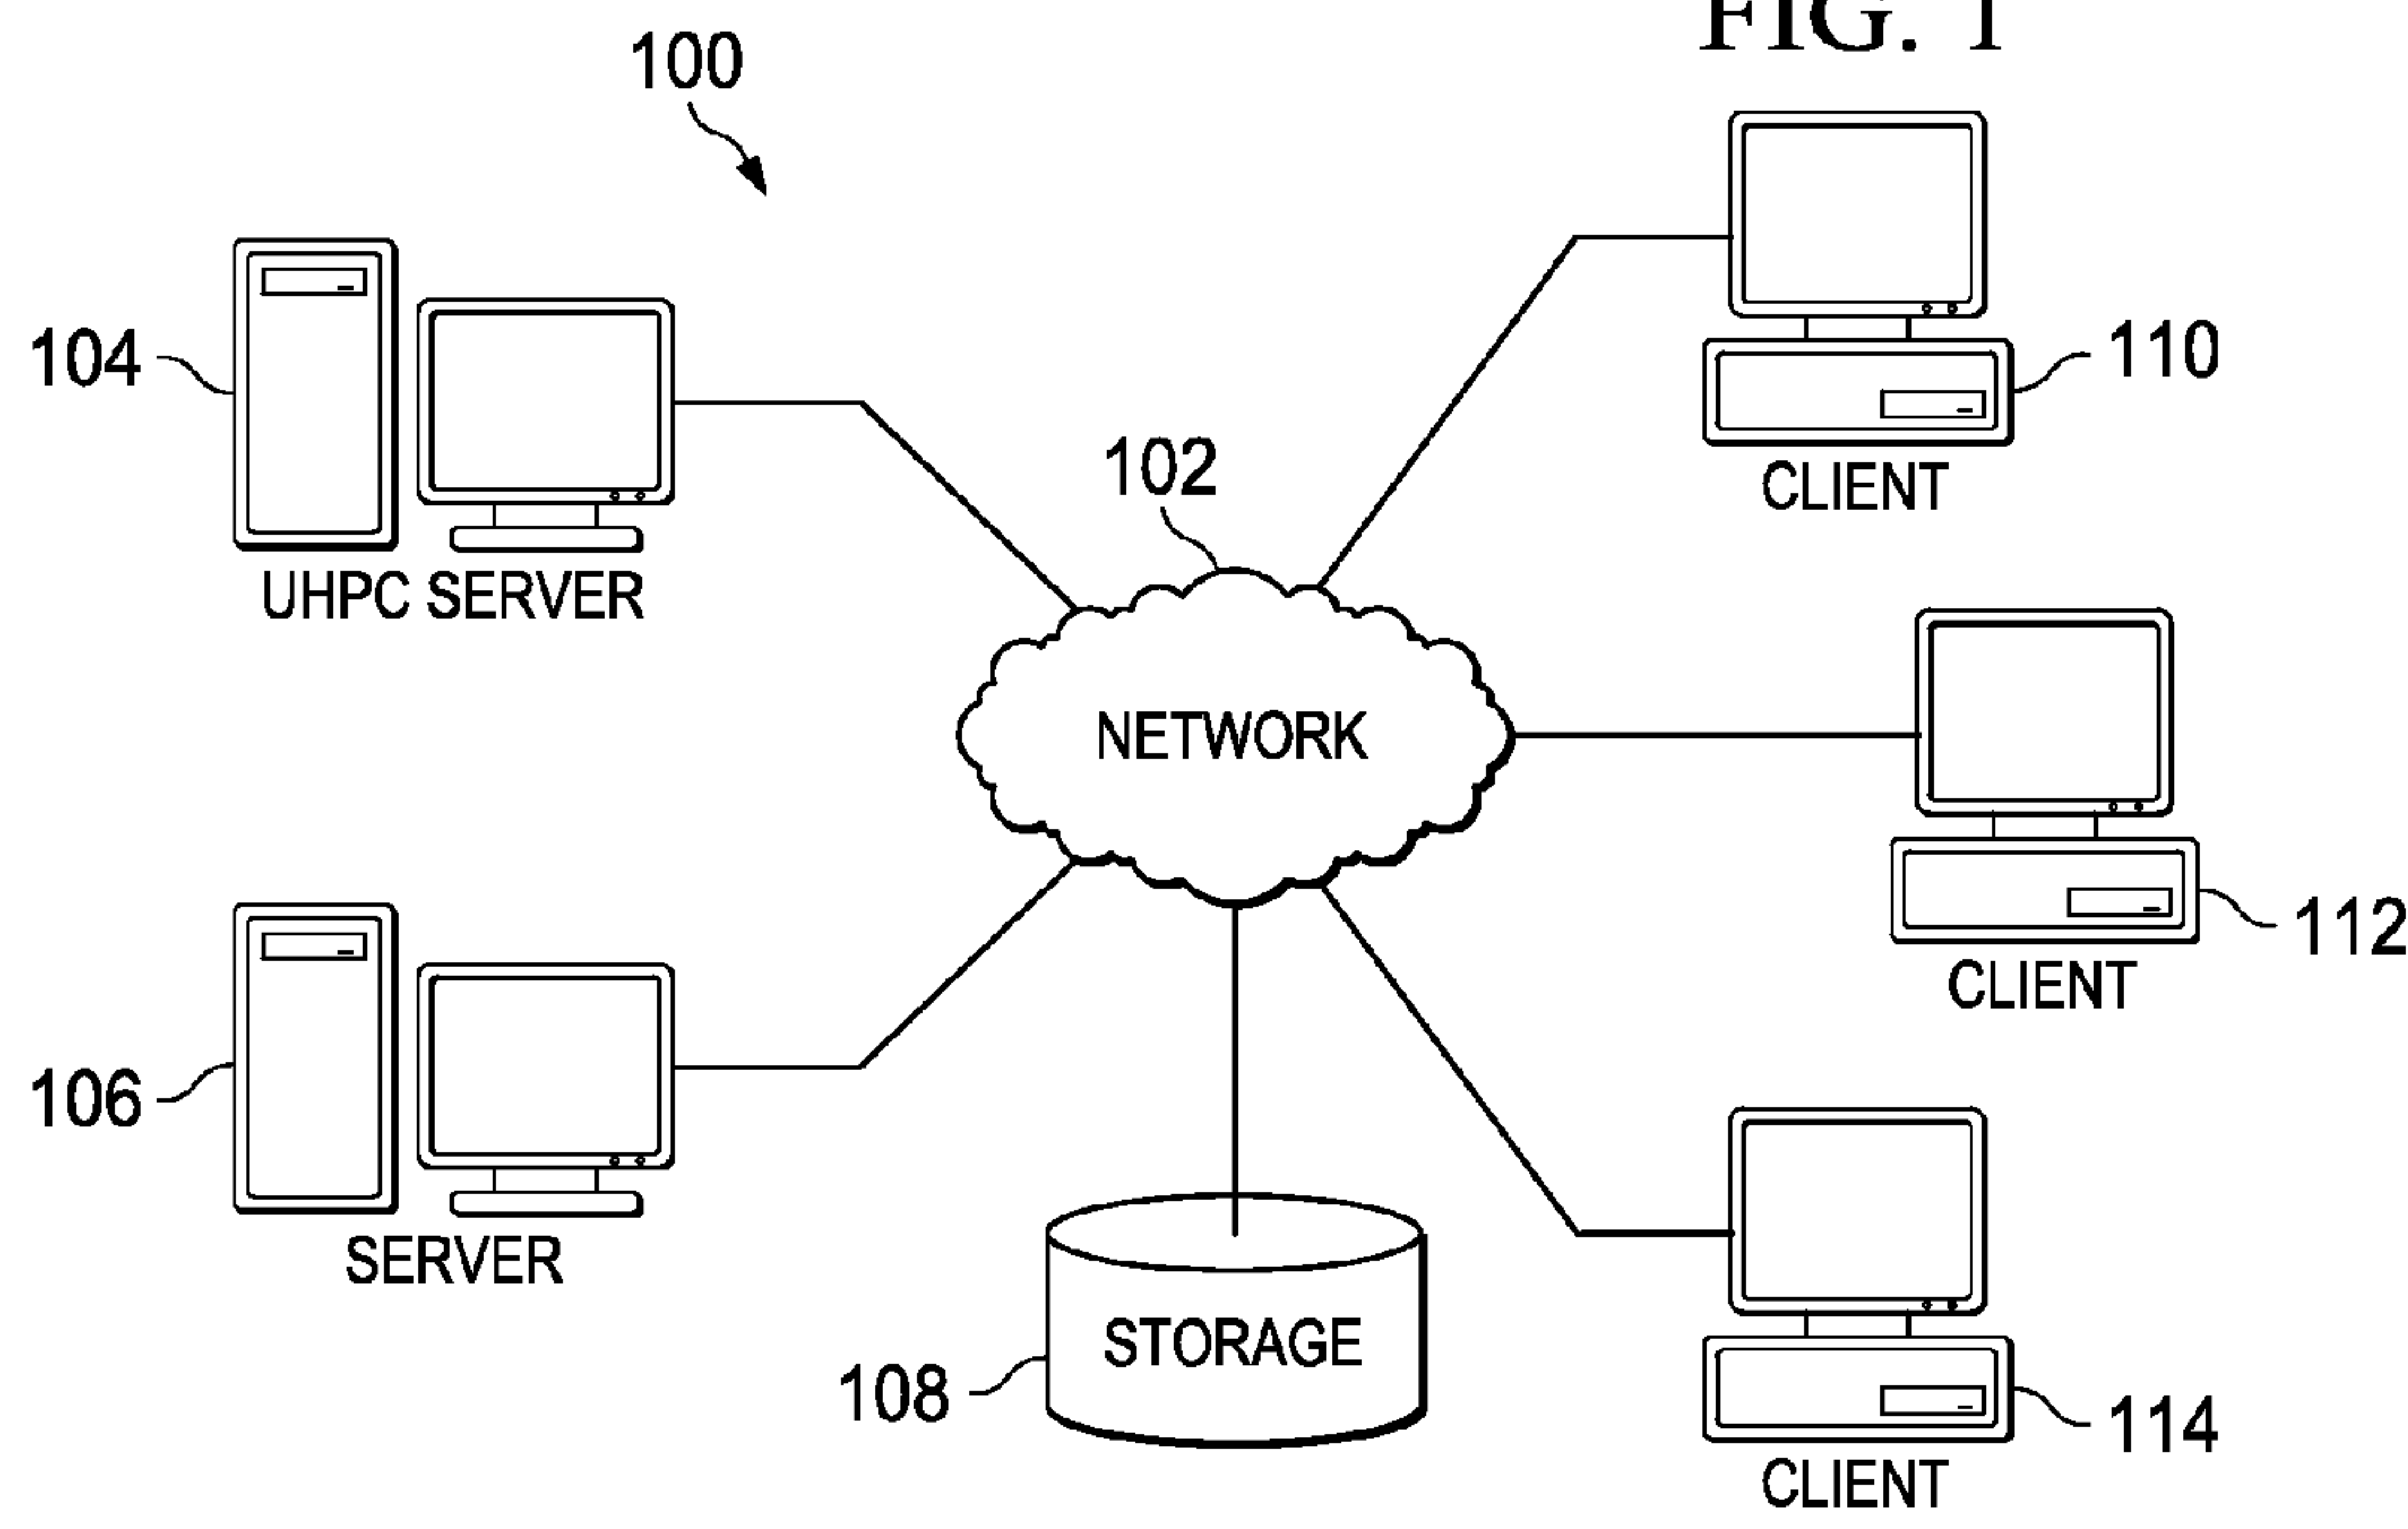 FIG. 1
100
104
UHPC SERVER
110
CLIENT
102
NETWORK
112
CLIENT
106
SERVER
108
STORAGE
114
CLIENT